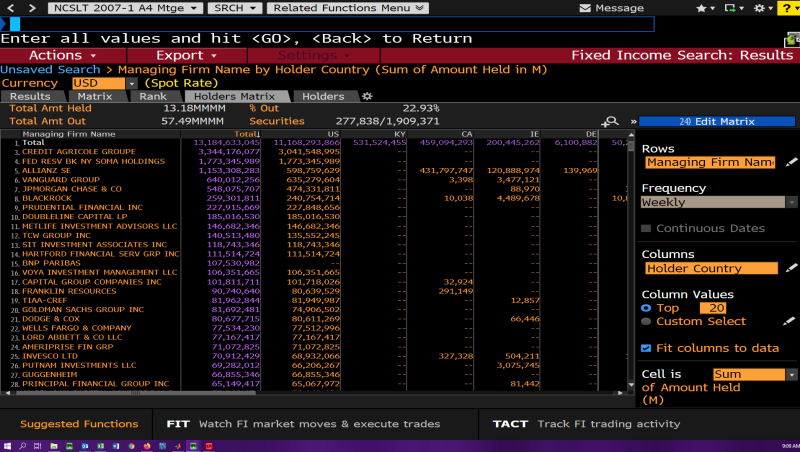 NCSLT 2007-1 A4 Mtge SRCH Related Functions Menu Message
Enter all values and hit <GO>, <Back> to Return
Actions Export Settings Fixed Income Search: Results
Unsaved Search > Managing Firm Name by Holder Country (Sum of Amount Held in M)
Currency USD (Spot Rate)
Results Matrix Rank Holders Matrix Holders
Total Amt Held 13.18MMMM % Out 22.93%
Total Amt Out 57.49MMMM Securities 277,838/1,909,371
24) Edit Matrix
Managing Firm Name Total US KY CA IE DE
1. Total 13,184,633,045 11,168,293,866 531,524,455 459,094,293 200,445,262 6,100,882
3. CREDIT AGRICOLE GROUPE 3,344,176,077 3,041,548,995 -- -- -- --
4. FED RESV BK NY SOMA HOLDINGS 1,773,345,989 1,773,345,989 -- -- -- --
5. ALLIANZ SE 1,153,308,283 598,759,629 -- 431,797,747 120,888,974 139,969
6. VANGUARD GROUP 640,012,256 635,279,604 -- 3,398 3,477,121 --
7. JPMORGAN CHASE & CO 548,075,707 474,331,811 -- -- 88,970 --
8. BLACKROCK 259,301,811 240,754,714 -- 10,038 4,489,678 --
9. PRUDENTIAL FINANCIAL INC 227,915,669 227,848,656 -- -- -- --
10. DOUBLELINE CAPITAL LP 185,016,530 185,016,530 -- -- -- --
11. METLIFE INVESTMENT ADVISORS LLC 146,682,346 146,682,346 -- -- -- --
12. TCW GROUP INC 140,513,480 135,552,245 -- -- -- --
13. SIT INVESTMENT ASSOCIATES INC 118,743,346 118,743,346 -- -- -- --
14. HARTFORD FINANCIAL SERV GRP INC 111,514,724 111,514,724 -- -- -- --
15. BNP PARIBAS 107,530,982 -- -- -- --
16. VOYA INVESTMENT MANAGEMENT LLC 106,351,665 106,351,665 -- -- -- --
17. CAPITAL GROUP COMPANIES INC 101,811,711 101,718,026 -- 32,924 -- --
18. FRANKLIN RESOURCES 90,740,640 80,639,529 -- 291,149 -- --
19. TIAA-CREF 81,962,844 81,949,987 -- -- 12,857 --
20. GOLDMAN SACHS GROUP INC 81,692,481 74,906,502 -- -- -- --
21. DODGE & COX 80,677,715 80,611,269 -- -- 66,446 --
22. WELLS FARGO & COMPANY 77,534,230 77,512,996 -- -- -- --
23. LORD ABBETT & CO LLC 77,167,417 77,167,417 -- -- -- --
24. AMERIPRISE FIN GRP 71,072,825 71,072,825 -- -- -- --
25. INVESCO LTD 70,912,429 68,932,066 -- 327,328 504,211 --
26. PUTNAM INVESTMENTS LLC 69,282,012 66,206,267 -- -- 3,075,745 --
27. GUGGENHEIM 66,855,346 66,855,346 -- -- -- --
28. PRINCIPAL FINANCIAL GROUP INC 65,149,417 65,067,972 -- -- 81,442 --
Rows
Managing Firm Nam
Frequency
Weekly
Continuous Dates
Columns
Holder Country
Column Values
Top 20
Custom Select
Fit columns to data
Cell is Sum
of Amount Held
(M)
Suggested Functions FIT Watch FI market moves & execute trades TACT Track FI trading activity
9:09 AM